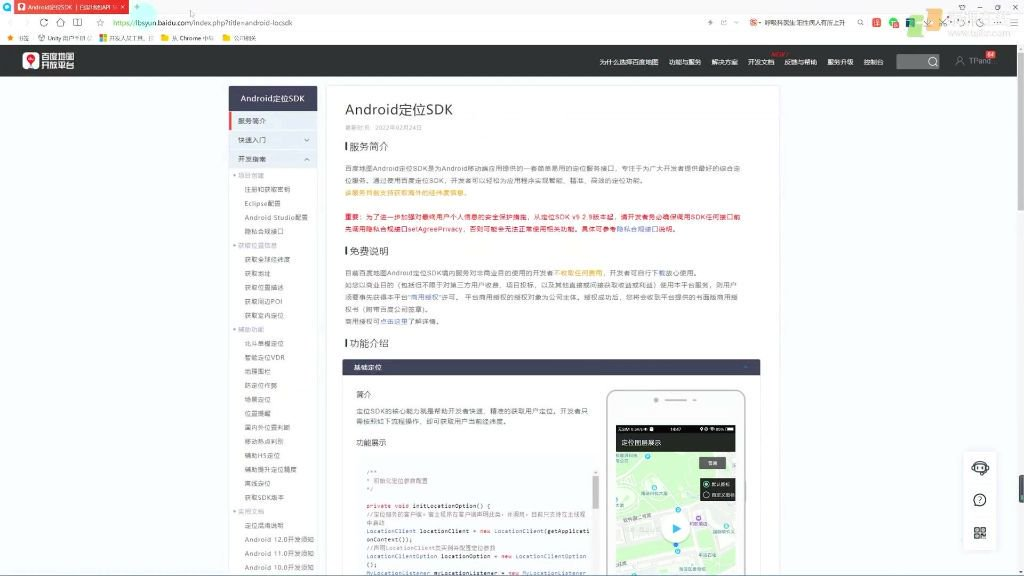 Android定位SDK | 百度地图API S
https://lbsyun.baidu.com/index.php?title=android-locsdk
呼吸科医生:阳性病人有所上升
书签
Unity 用户手册
开发人员工具、技
从 Chrome 中导
公司相关
百度地图
开放平台
为什么选择百度地图
功能与服务
解决方案
开发文档
NEW!
反馈与帮助
服务升级
控制台
TPand
Android定位SDK
服务简介
快速入门
开发指南
项目创建
注册和获取密钥
Eclipse配置
Android Studio配置
隐私合规接口
获取位置信息
获取全球经纬度
获取地址
获取位置描述
获取周边POI
获取室内定位
辅助功能
北斗单模定位
智能定位VDR
地理围栏
防定位作弊
场景定位
位置提醒
国内外位置判断
移动热点判别
辅助H5定位
辅助提升定位精度
离线定位
获取SDK版本
实用文档
定位混淆说明
Android 12.0开发须知
Android 11.0开发须知
Android 10.0开发须知
Android定位SDK
最新时间：2022年02月24日
服务简介
百度地图Android定位SDK是为Android移动端应用提供的一套简单易用的定位服务接口，专注于为广大开发者提供最好的综合定
位服务。通过使用百度定位SDK，开发者可以轻松为应用程序实现智能、精准、高效的定位功能。
该服务目前支持获取海外的经纬度信息。
重要：为了进一步加强对最终用户个人信息的安全保护措施，从定位SDK v9.2.9版本起，请开发者务必确保调用SDK任何接口前
先调用隐私合规接口setAgreePrivacy，否则可能会无法正常使用相关功能。具体可参考隐私合规接口说明。
免费说明
目前百度地图Android定位SDK境内服务对非商业目的使用的开发者不收取任何费用，开发者可自行下载放心使用。
如您以商业目的（包括但不限于对第三方用户收费、项目投标，以及其他直接或间接获取收益或利益）使用本平台服务，则用户
须要事先获得本平台"商用授权"许可。平台商用授权的授权对象为公司主体。授权成功后，您将会收到平台提供的书面版商用授
权书（附带百度公司签章）。
商用授权可点击这里了解详情。
功能介绍
基础定位
简介
定位SDK的核心能力就是帮助开发者快速、精准的获取用户定位。开发者只
需按照如下流程操作，即可获取用户当前经纬度。
功能展示
/**
* 初始化定位参数配置
*/
private void initLocationOption() {
//定位服务的客户端。宿主程序在客户端声明此类，并调用，目前只支持在主线程
中启动
LocationClient locationClient = new LocationClient(getApplicati
onContext());
//声明LocationClient类实例并配置定位参数
LocationClientOption locationOption = new LocationClientOption
();
MyLocationListener myLocationListener = new MyLocationListener
定位图层展示
普通
默认图标